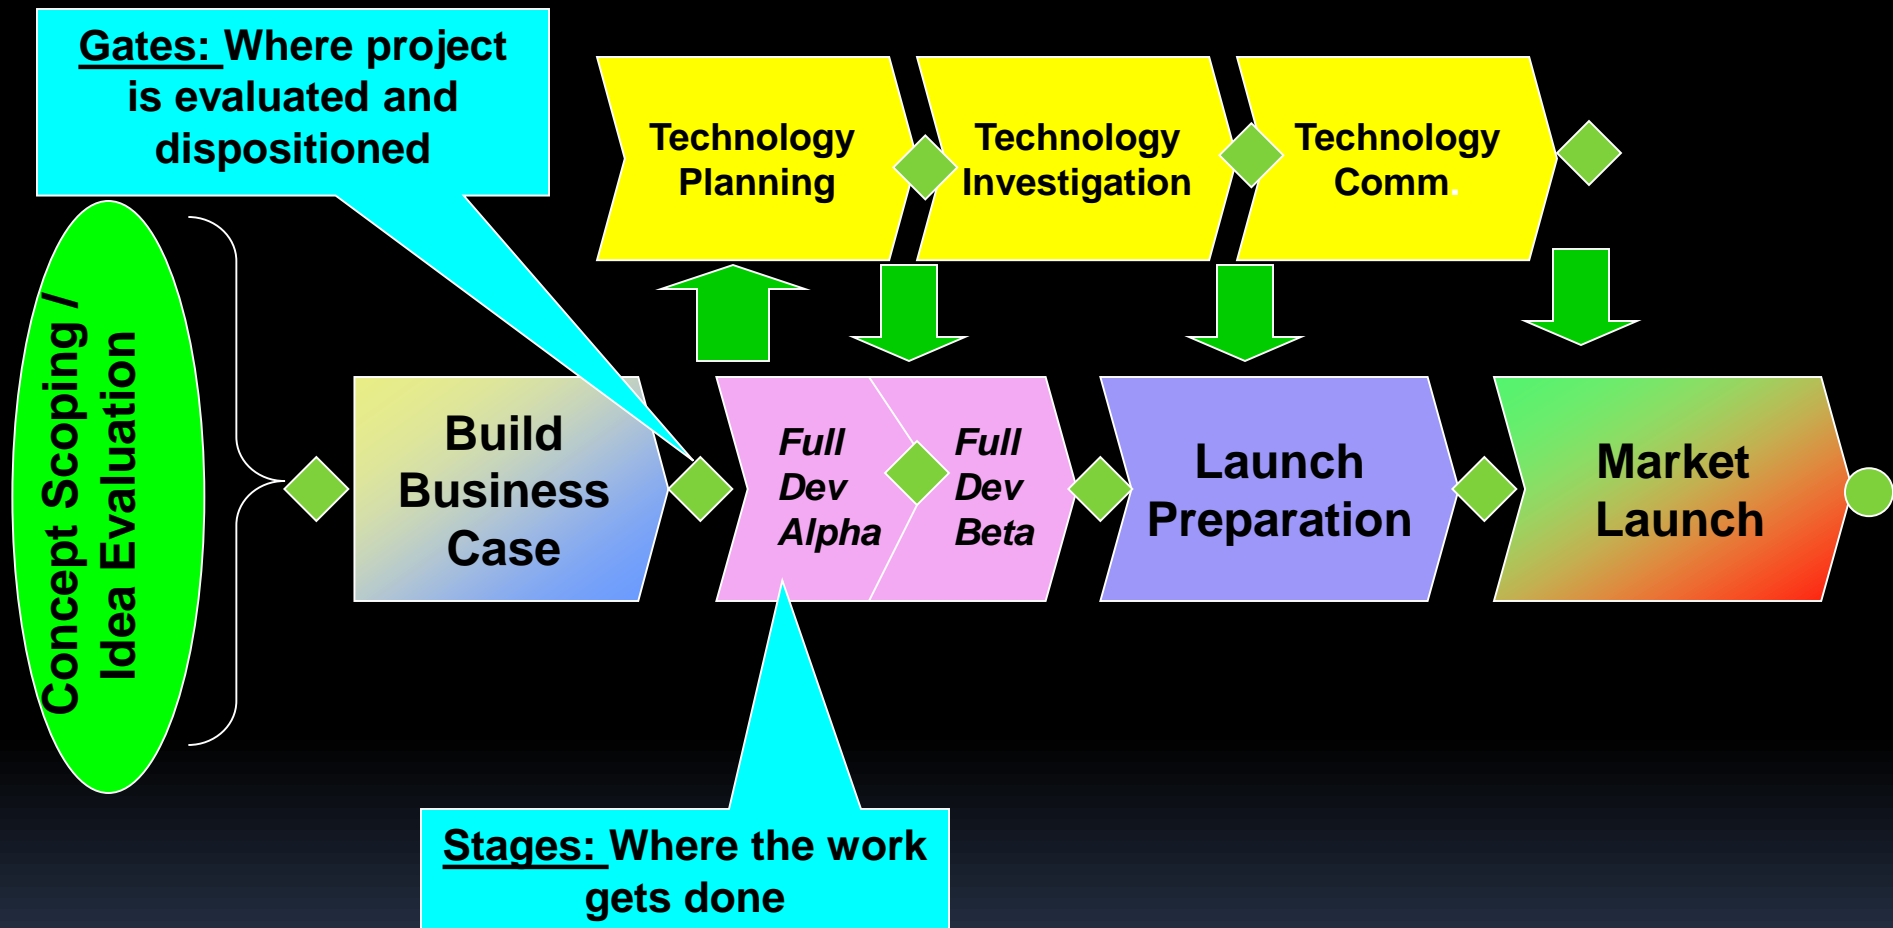 Gates: Where project
is evaluated and
dispositioned
Technology
Planning
Technology
Investigation
Technology
Comm.
Concept Scoping /
Idea Evaluation
Build
Business
Case
Full
Dev
Alpha
Full
Dev
Beta
Launch
Preparation
Market
Launch
Stages: Where the work
gets done